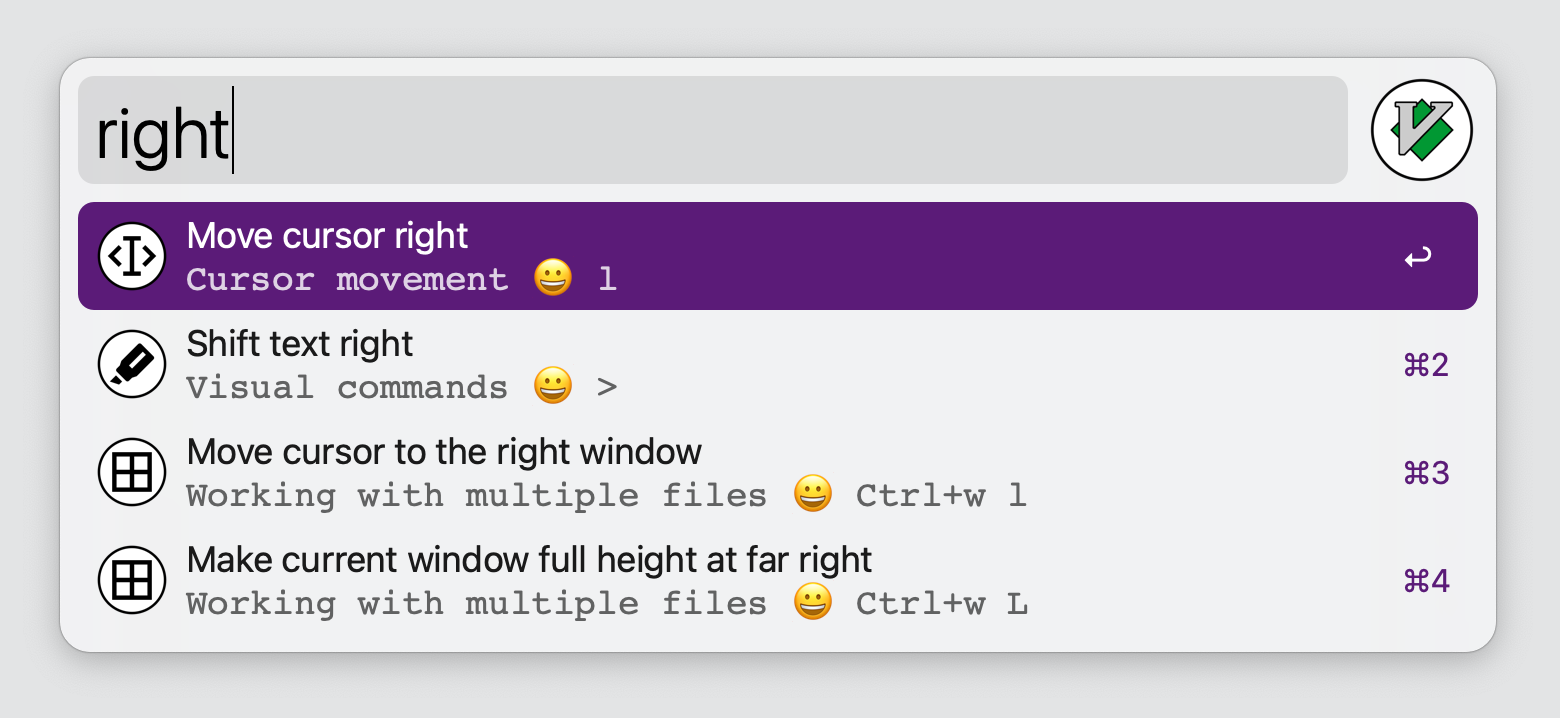 right
Move cursor right
Cursor movement 😀 l
↩
Shift text right
Visual commands 😀 >
⌘2
Move cursor to the right window
Working with multiple files 😀 Ctrl+w l
⌘3
Make current window full height at far right
Working with multiple files 😀 Ctrl+w L
⌘4